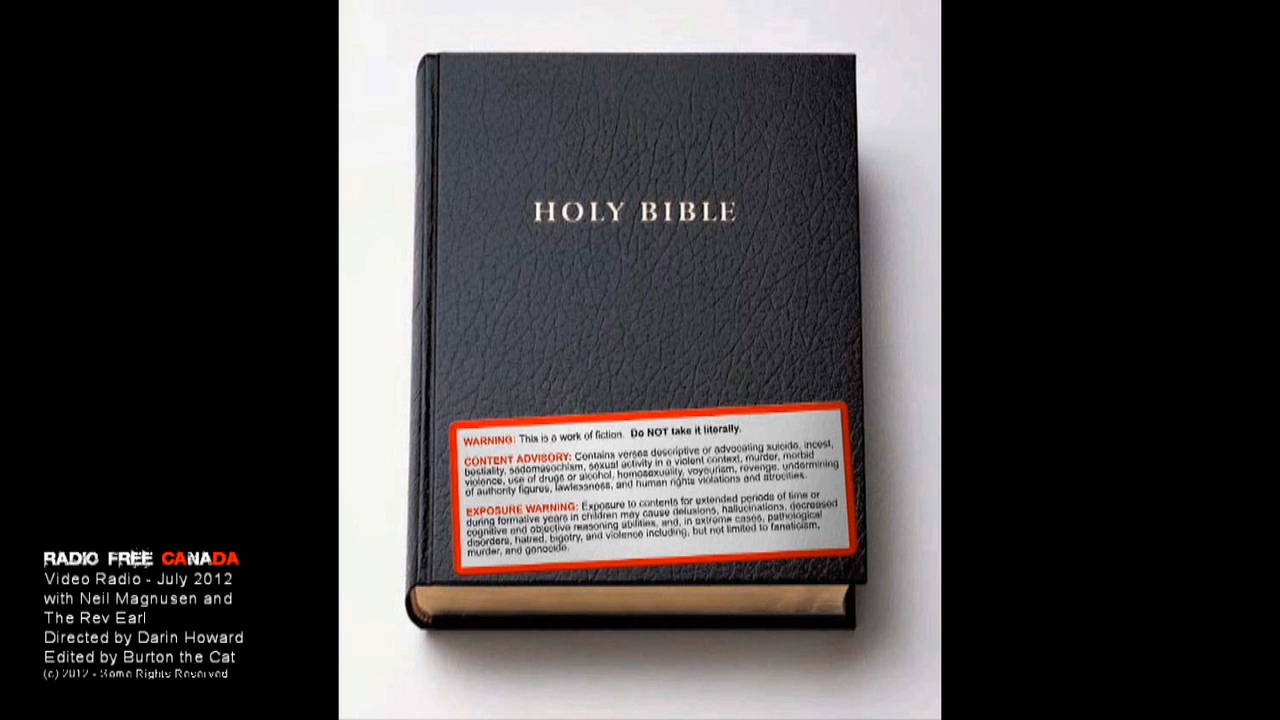 HOLY BIBLE
WARNING: This is a work of fiction. Do NOT take it literally.
CONTENT ADVISORY: Contains verses descriptive or advocating suicide, incest,
bestiality, sadomasochism, sexual activity in a violent context, murder, morbid
violence, use of drugs or alcohol, homosexuality, voyeurism, revenge, undermining
of authority figures, lawlessness, and human rights violations and atrocities.
EXPOSURE WARNING: Exposure to contents for extended periods of time or
during formative years in children may cause delusions, hallucinations, decreased
cognitive and objective reasoning abilities, and, in extreme cases, pathological
disorders, hatred, bigotry, and violence including, but not limited to fanaticism,
murder, and genocide.
RADIO FREE CANADA
Video Radio - July 2012
with Neil Magnusen and
The Rev Earl
Directed by Darin Howard
Edited by Burton the Cat
(c) 2012 - Some Rights Reserved